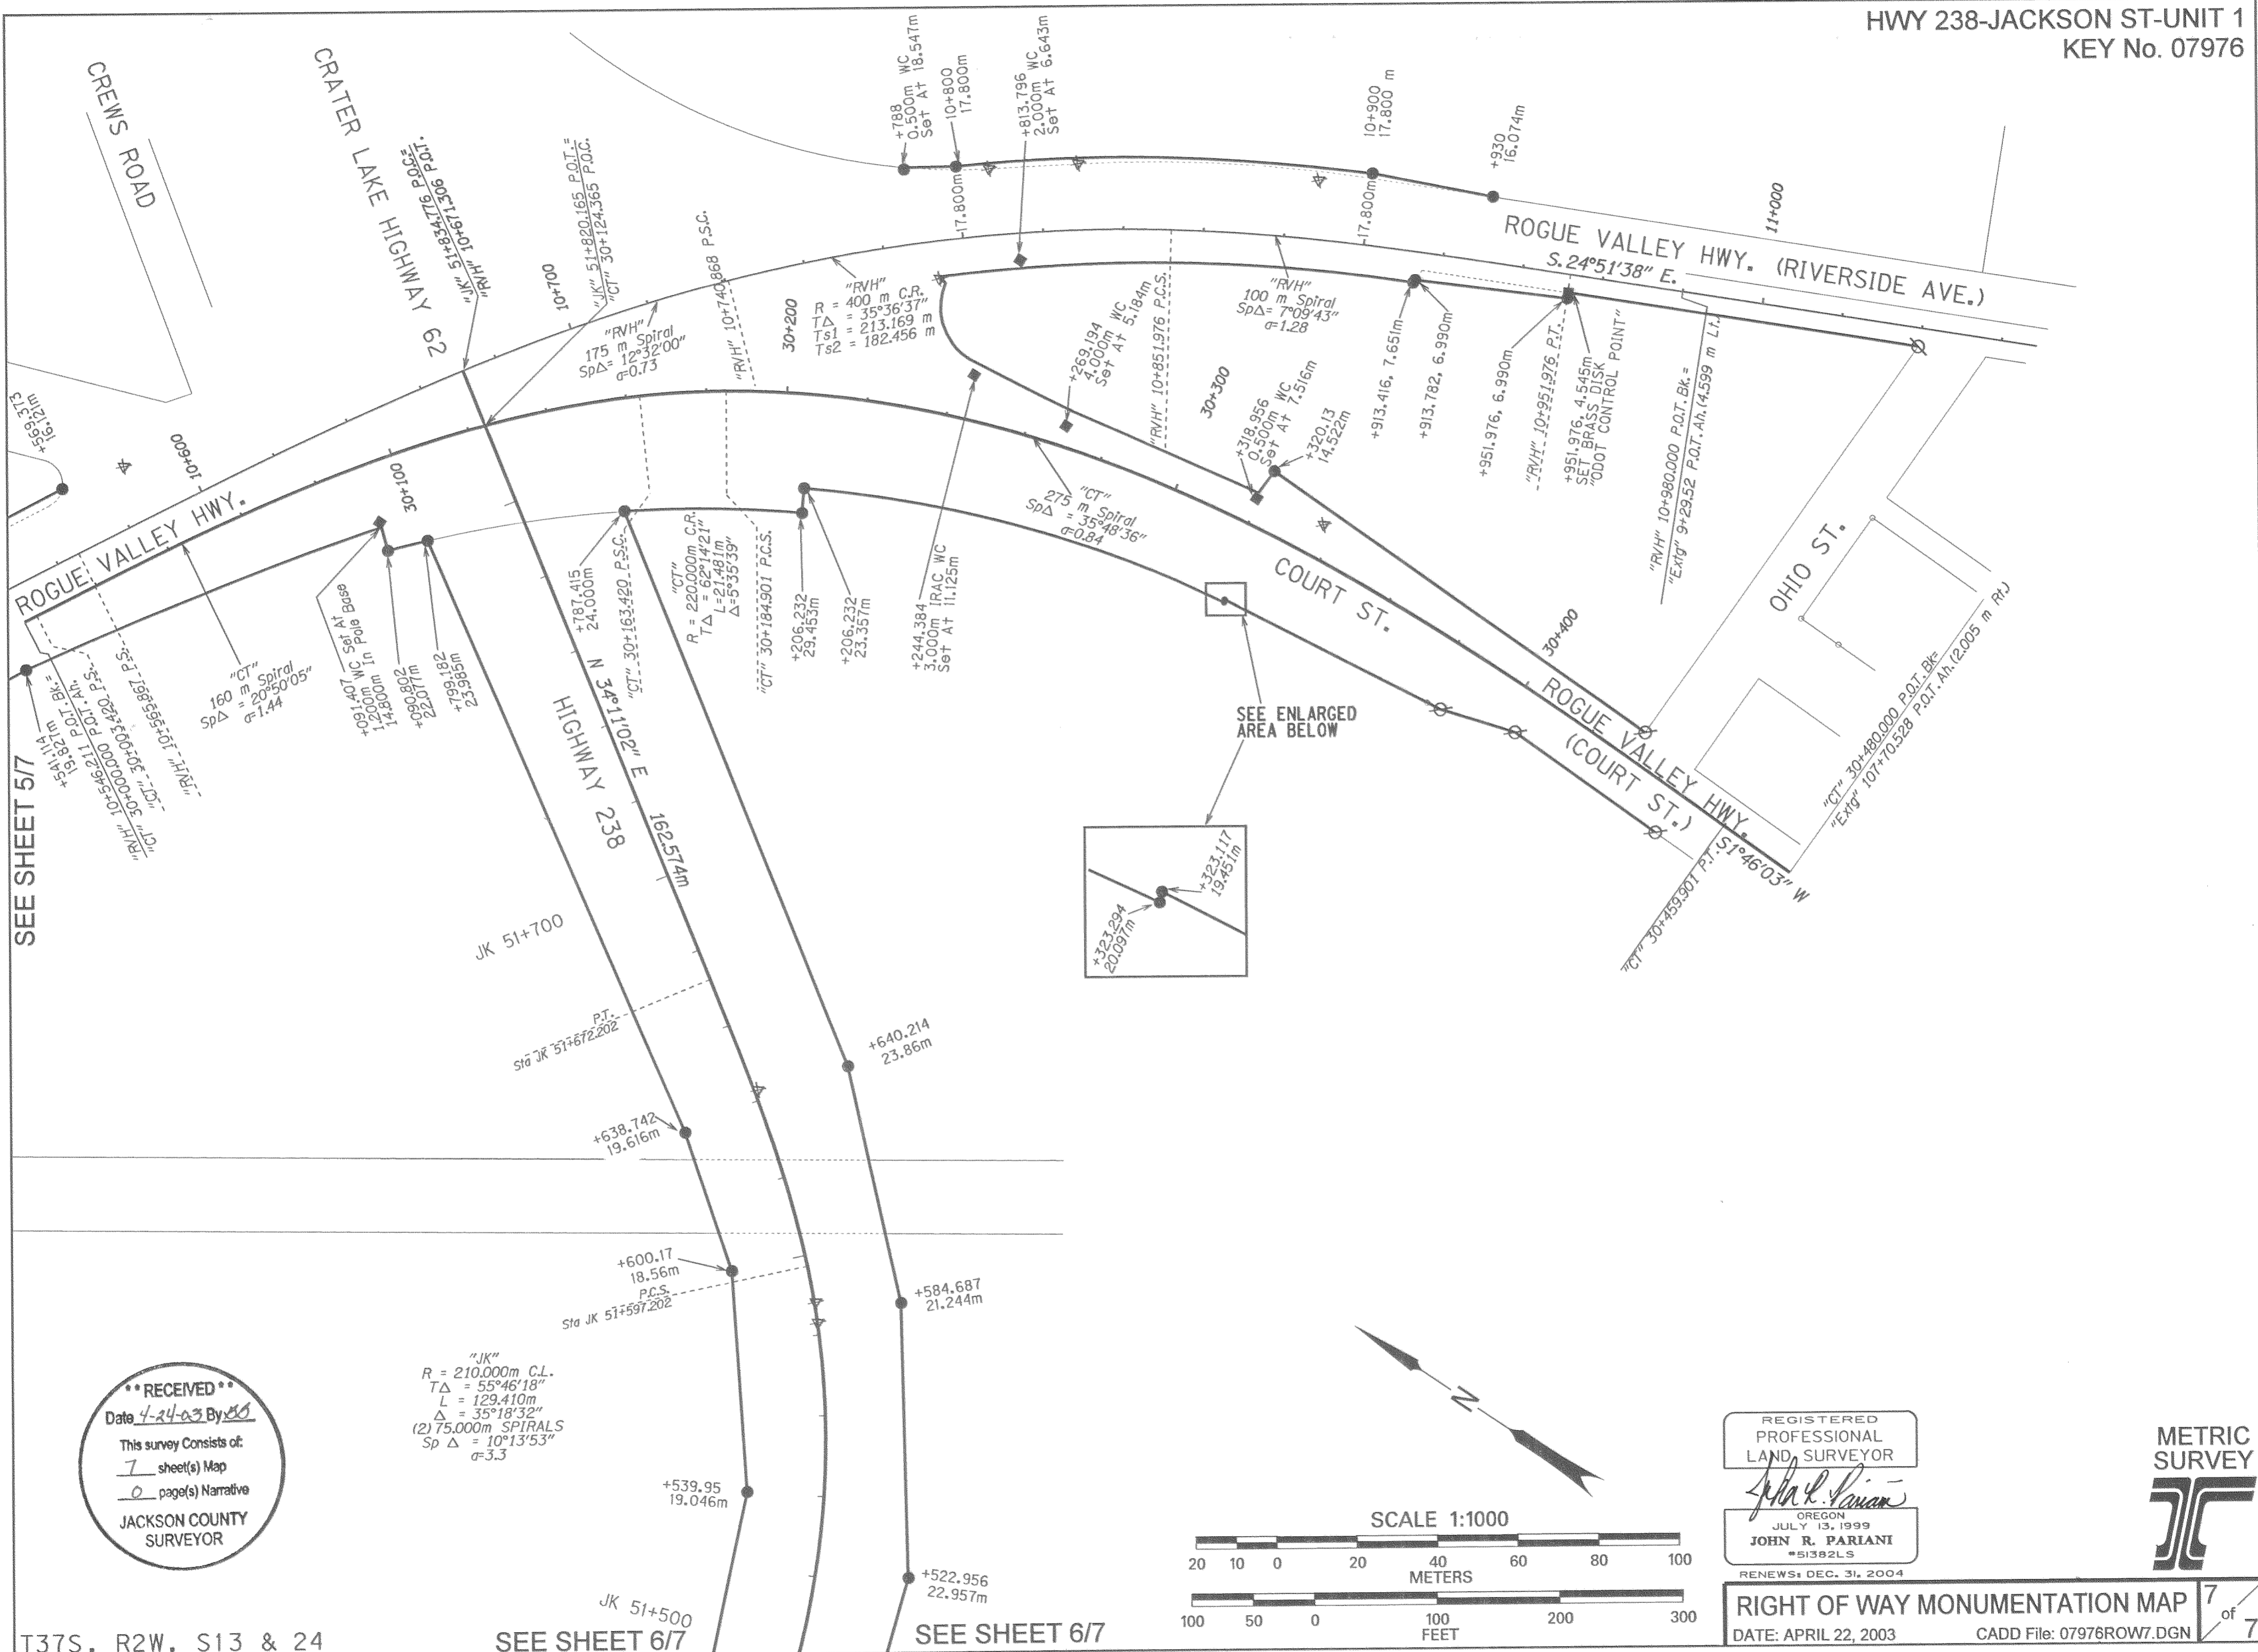 HWY 238-JACKSON ST-UNIT 1
KEY No. 07976
CREWS ROAD
CRATER LAKE HIGHWAY 62
"JK" 51+834.776 P.O.C.=
"RVH" 10+671.306 P.O.T.
"JK" 51+820.165 P.O.T.=
"CT" 30+124.365 P.O.C.
+788
0.500m WC
Set At 18.547m
10+800
17.800m
+813.796
2.000m WC
Set At 6.643m
10+900
17.800 m
+930
16.074m
17.800m
17.800m
11+000
ROGUE VALLEY HWY. (RIVERSIDE AVE.)
S.24°51'38" E.
10+700
"RVH" 10+740.868 P.S.C.
"RVH"
175 m Spiral
Sp∆= 12°32'00"
σ=0.73
30+200
"RVH"
R = 400 m C.R.
T∆ = 35°36'37"
Ts1 = 213.169 m
Ts2 = 182.456 m
+269.194
4.000m WC
Set At 5.184m
"RVH" 10+851.976 P.S.C.
"RVH"
100 m Spiral
Sp∆= 7°09'43"
σ=1.28
30+300
+318.956
0.500m WC
Set At 7.516m
+320.13
14.522m
+913.416, 7.651m
+913.782, 6.990m
+951.976, 6.990m
"RVH" 10+951.976 P.T.
+951.976, 4.545m
SET BRASS DISK
"ODOT CONTROL POINT"
"RVH" 10+980.000 P.O.T. Bk.=
"Extg" 9+29.52 P.O.T. Ah.(4.599 m Lt.)
OHIO ST.
+569.373
16.121m
10+600
30+100
ROGUE VALLEY HWY.
+541.114
19.827m
"RVH" 10+546.211 P.O.T. Bk.=
"CT" 30+000.000 P.O.T. Ah.
"CT" 30+003.420 P.S.
"RVH" 10+565.867 P.S.
"CT"
160 m Spiral
Sp∆ = 20°50'05"
σ=1.44
+091.407
1.200m WC Set At
14.800m In Pole Base
+090.802
22.077m
+799.182
23.985m
+787.415
24.000m
"CT" 30+163.420 P.S.C.
"CT"
R = 220.000m C.R.
T∆ = 62°14'21"
L=21.481m
∆=5°35'39"
"CT" 30+184.901 P.C.S.
+206.232
29.453m
+206.232
23.357m
+244.384
3.000m IRAC WC
Set At 11.125m
"CT"
275 m Spiral
Sp∆ = 35°48'36"
σ=0.84
COURT ST.
30+400
ROGUE VALLEY HWY.
(COURT ST.)
S1°46'03" W
"CT" 30+459.901 P.T.
"CT" 30+480.000 P.O.T. Bk=
"Extg" 107+70.528 P.O.T. Ah.(2.005 m Rt.)
SEE ENLARGED
AREA BELOW
+323.117
19.451m
+323.294
20.097m
SEE SHEET 5/7
HIGHWAY 238
N 34°11'02" E
162.574m
JK 51+700
P.T.
Sta JK 51+672.202
+640.214
23.86m
+638.742
19.616m
+600.17
18.56m
P.C.S.
Sta JK 51+597.202
+584.687
21.244m
"JK"
R = 210.000m C.L.
T∆ = 55°46'18"
L = 129.410m
∆ = 35°18'32"
(2) 75.000m SPIRALS
Sp ∆ = 10°13'53"
σ=3.3
+539.95
19.046m
+522.956
22.957m
JK 51+500
** RECEIVED **
Date 4-24-03 By
This survey Consists of:
7 sheet(s) Map
0 page(s) Narrative
JACKSON COUNTY
SURVEYOR
T37S, R2W, S13 & 24
SEE SHEET 6/7
SEE SHEET 6/7
N
SCALE 1:1000
20 10 0 20 40 60 80 100
METERS
100 50 0 100 200 300
FEET
REGISTERED
PROFESSIONAL
LAND SURVEYOR
John R. Pariani
OREGON
JULY 13, 1999
JOHN R. PARIANI
#51382LS
RENEWS: DEC. 31, 2004
METRIC
SURVEY
RIGHT OF WAY MONUMENTATION MAP
7 of 7
DATE: APRIL 22, 2003
CADD File: 07976ROW7.DGN